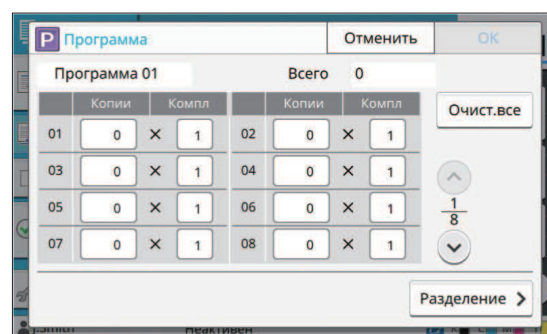 P Программа Отменить OK
Программа 01 Всего 0
Копии Компл Копии Компл Очист.все
01 0 × 1 02 0 × 1
03 0 × 1 04 0 × 1
05 0 × 1 06 0 × 1
1
8
07 0 × 1 08 0 × 1
Разделение
J.Smith Неактивен